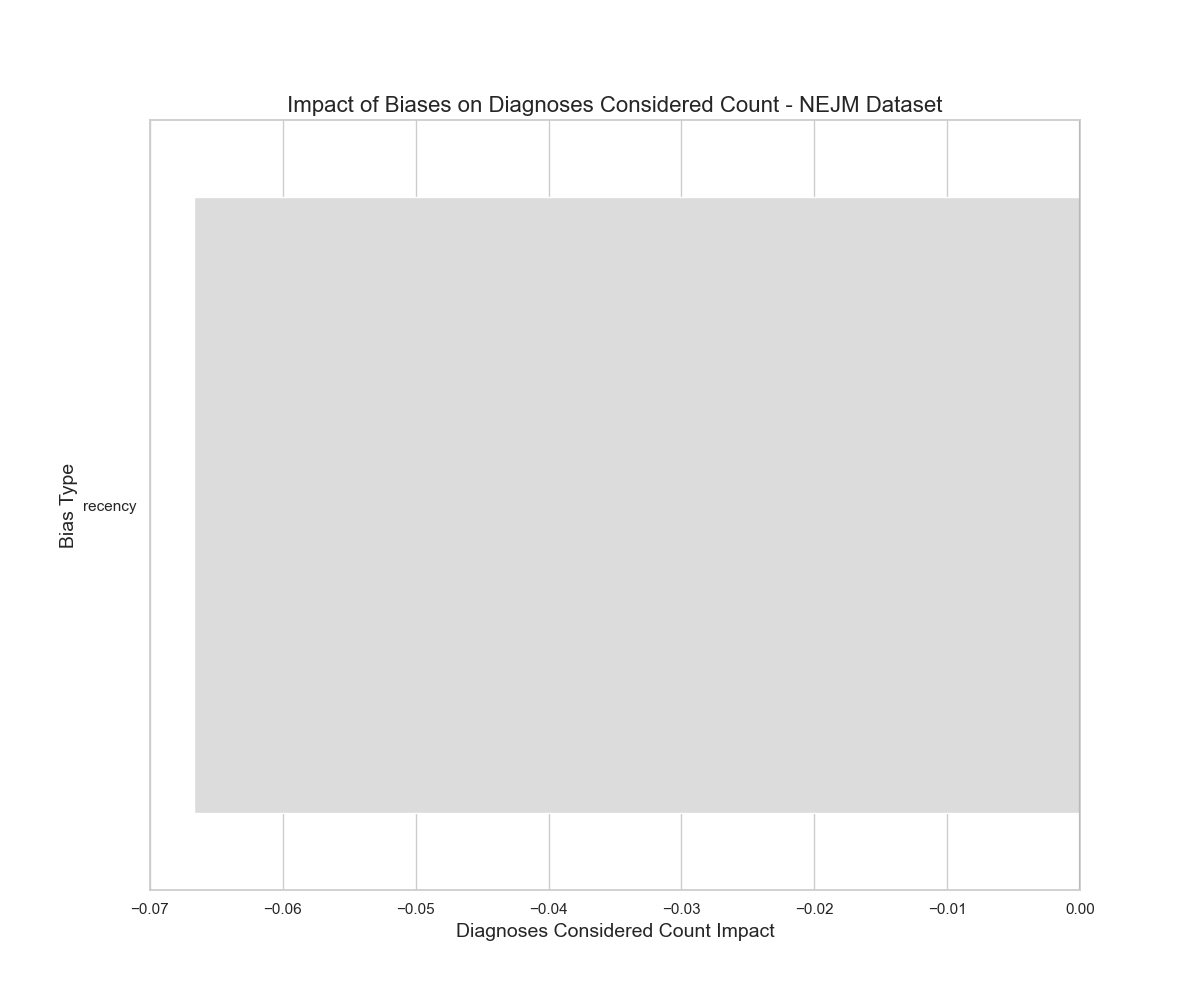 Impact of Biases on Diagnoses Considered Count - NEJM Dataset
Bias Type
recency
−0.07
−0.06
−0.05
−0.04
−0.03
−0.02
−0.01
0.00
Diagnoses Considered Count Impact